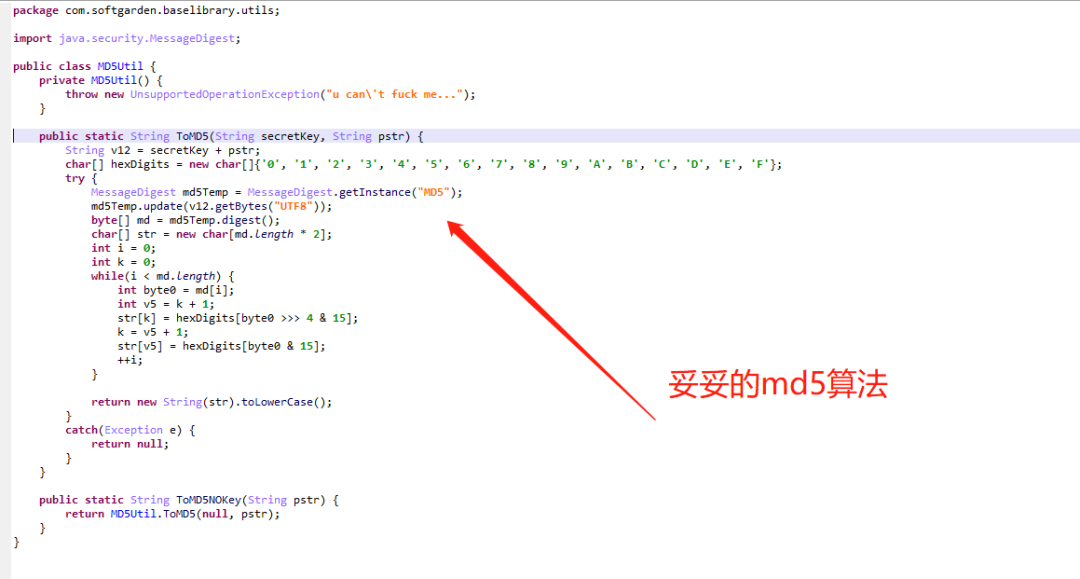 package com.softgarden.baselibrary.utils;
import java.security.MessageDigest;
public class MD5Util {
    private MD5Util() {
        throw new UnsupportedOperationException("u can\'t fuck me...");
    }
    public static String ToMD5(String secretKey, String pstr) {
        String v12 = secretKey + pstr;
        char[] hexDigits = new char[]{'0', '1', '2', '3', '4', '5', '6', '7', '8', '9', 'A', 'B', 'C', 'D', 'E', 'F'};
        try {
            MessageDigest md5Temp = MessageDigest.getInstance("MD5");
            md5Temp.update(v12.getBytes("UTF8"));
            byte[] md = md5Temp.digest();
            char[] str = new char[md.length * 2];
            int i = 0;
            int k = 0;
            while(i < md.length) {
                int byte0 = md[i];
                int v5 = k + 1;
                str[k] = hexDigits[byte0 >>> 4 & 15];
                k = v5 + 1;
                str[v5] = hexDigits[byte0 & 15];
                ++i;
            }
            return new String(str).toLowerCase();
        }
        catch(Exception e) {
            return null;
        }
    }
    public static String ToMD5NOKey(String pstr) {
        return MD5Util.ToMD5(null, pstr);
    }
}
妥妥的md5算法